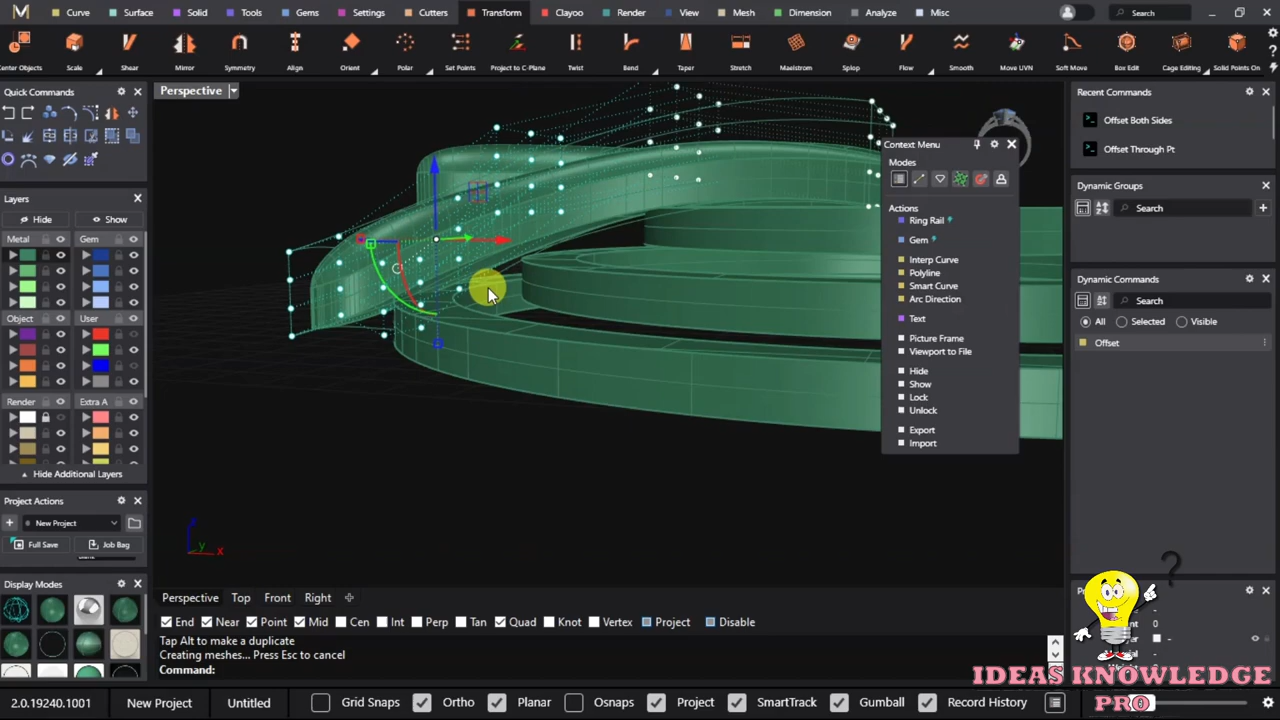 Curve Surface Solid Tools Gems Settings Cutters Transform Clayoo Render View Mesh Dimension Analyze Misc Search
Center Objects Scale Shear Mirror Symmetry Align Orient Polar Set Points Project to C-Plane Twist Bend Taper Stretch Maelstrom Splop Flow Smooth Move UVN Soft Move Box Edit Cage Editing Solid Points On
Quick Commands
Perspective
Recent Commands
Offset Both Sides
Offset Through Pt
Context Menu
Modes
Dynamic Groups
Search
Layers
Hide Show
Metal Gem
Object User
Render Extra A
Hide Additional Layers
Actions
Ring Rail
Gem
Interp Curve
Polyline
Smart Curve
Arc Direction
Text
Picture Frame
Viewport to File
Hide
Show
Lock
Unlock
Export
Import
Dynamic Commands
Search
All Selected Visible
Offset
Project Actions
New Project
Full Save Job Bag
Display Modes
x
y
z
Perspective Top Front Right
End Near Point Mid Cen Int Perp Tan Quad Knot Vertex Project Disable
Tap Alt to make a duplicate
Creating meshes... Press Esc to cancel
Command:
?
IDEAS KNOWLEDGE
PRO
2.0.19240.1001 New Project Untitled Grid Snaps Ortho Planar Osnaps Project SmartTrack Gumball Record History